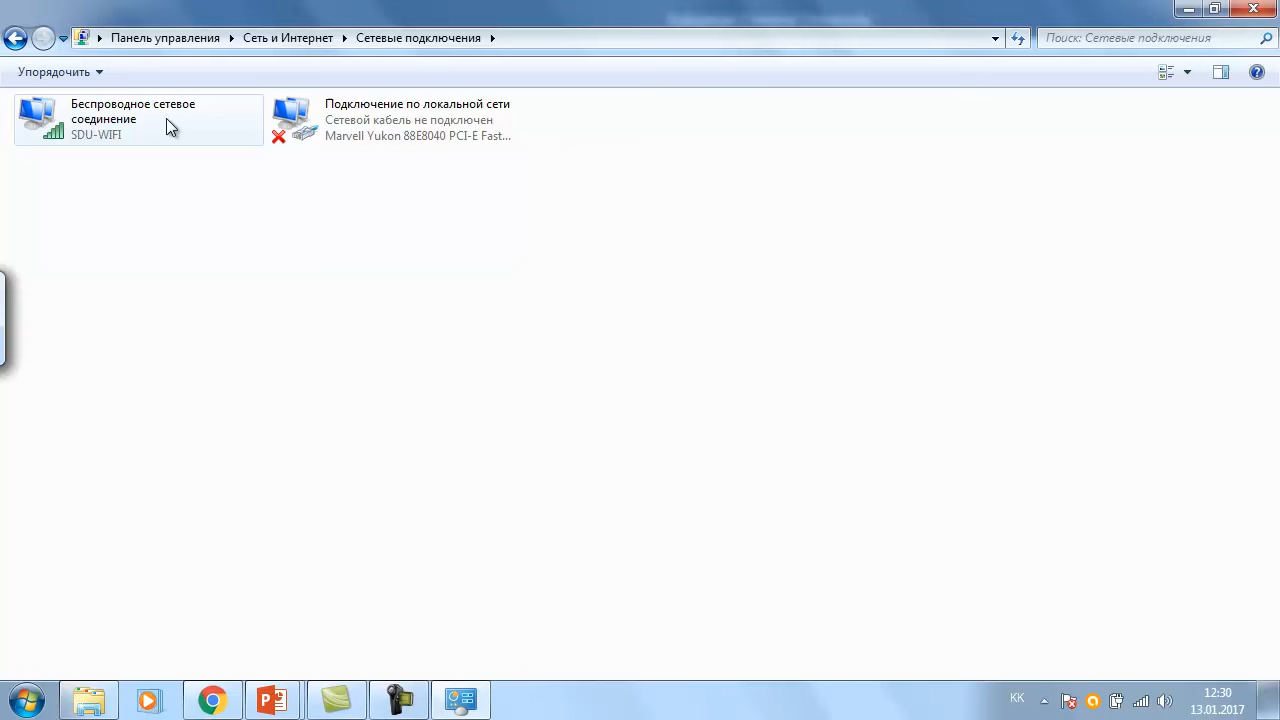 Панель управления
Сеть и Интернет
Сетевые подключения
Поиск: Сетевые подключения
Упорядочить
Беспроводное сетевое
соединение
SDU-WIFI
Подключение по локальной сети
Сетевой кабель не подключен
Marvell Yukon 88E8040 PCI-E Fast...
KK
12:30
13.01.2017